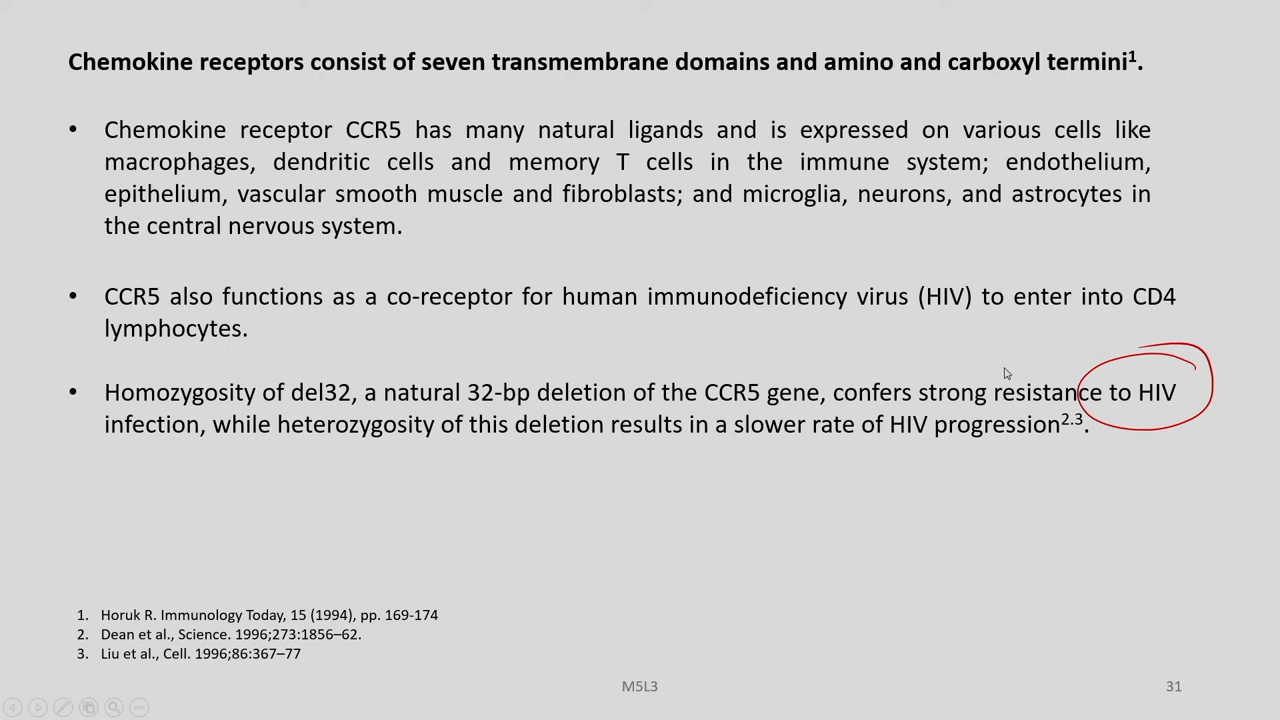 Chemokine receptors consist of seven transmembrane domains and amino and carboxyl termini1.
• Chemokine receptor CCR5 has many natural ligands and is expressed on various cells like
macrophages, dendritic cells and memory T cells in the immune system; endothelium,
epithelium, vascular smooth muscle and fibroblasts; and microglia, neurons, and astrocytes in
the central nervous system.
• CCR5 also functions as a co-receptor for human immunodeficiency virus (HIV) to enter into CD4
lymphocytes.
• Homozygosity of del32, a natural 32-bp deletion of the CCR5 gene, confers strong resistance to HIV
infection, while heterozygosity of this deletion results in a slower rate of HIV progression2.3.
1. Horuk R. Immunology Today, 15 (1994), pp. 169-174
2. Dean et al., Science. 1996;273:1856–62.
3. Liu et al., Cell. 1996;86:367–77
M5L3
31